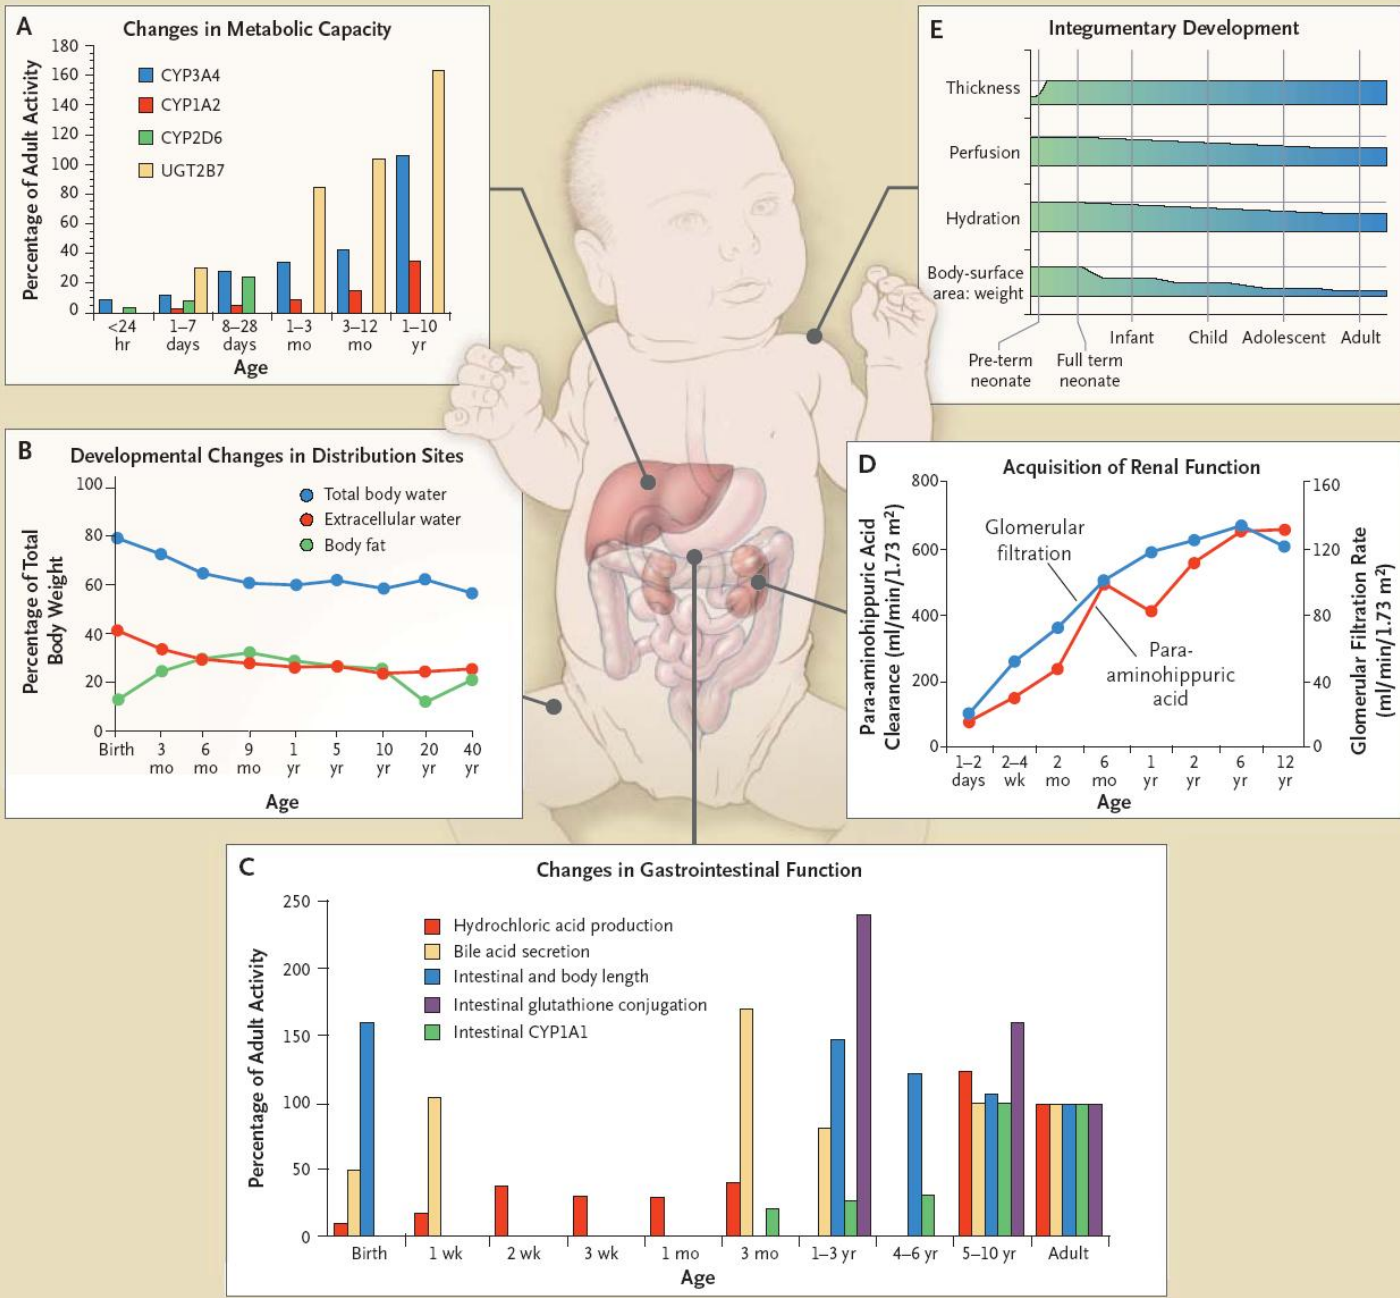 A
Changes in Metabolic Capacity
Percentage of Adult Activity
180
160
140
120
100
80
60
40
20
0
CYP3A4
CYP1A2
CYP2D6
UGT2B7
<24 hr
1–7 days
8–28 days
1–3 mo
3–12 mo
1–10 yr
Age
E
Integumentary Development
Thickness
Perfusion
Hydration
Body-surface
area: weight
Pre-term
neonate
Full term
neonate
Infant
Child
Adolescent
Adult
B
Developmental Changes in Distribution Sites
Percentage of Total
Body Weight
100
80
60
40
20
0
Total body water
Extracellular water
Body fat
Birth
3 mo
6 mo
9 mo
1 yr
5 yr
10 yr
20 yr
40 yr
Age
D
Acquisition of Renal Function
Para-aminohippuric Acid
Clearance (ml/min/1.73 m²)
800
600
400
200
0
Glomerular
filtration
Para-
aminohippuric
acid
160
120
80
40
0
Glomerular Filtration Rate
(ml/min/1.73 m²)
1–2 days
2–4 wk
2 mo
6 mo
1 yr
2 yr
6 yr
12 yr
Age
C
Changes in Gastrointestinal Function
Percentage of Adult Activity
250
200
150
100
50
0
Hydrochloric acid production
Bile acid secretion
Intestinal and body length
Intestinal glutathione conjugation
Intestinal CYP1A1
Birth
1 wk
2 wk
3 wk
1 mo
3 mo
1–3 yr
4–6 yr
5–10 yr
Adult
Age